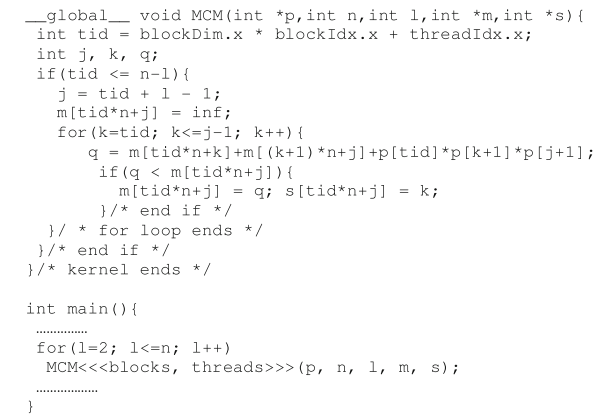 __global__ void MCM(int *p,int n,int l,int *m,int *s){
int tid = blockDim.x * blockIdx.x + threadIdx.x;
int j, k, q;
if(tid <= n-l){
j = tid + l - 1;
m[tid*n+j] = inf;
for(k=tid; k<=j-1; k++){
q = m[tid*n+k]+m[(k+1)*n+j]+p[tid]*p[k+1]*p[j+1];
if(q < m[tid*n+j]){
m[tid*n+j] = q; s[tid*n+j] = k;
}/* end if */
}/ * for loop ends */
}/* end if */
}/* kernel ends */
int main(){
……………
for(l=2; l<=n; l++)
MCM<<<blocks, threads>>>(p, n, l, m, s);
………………
}